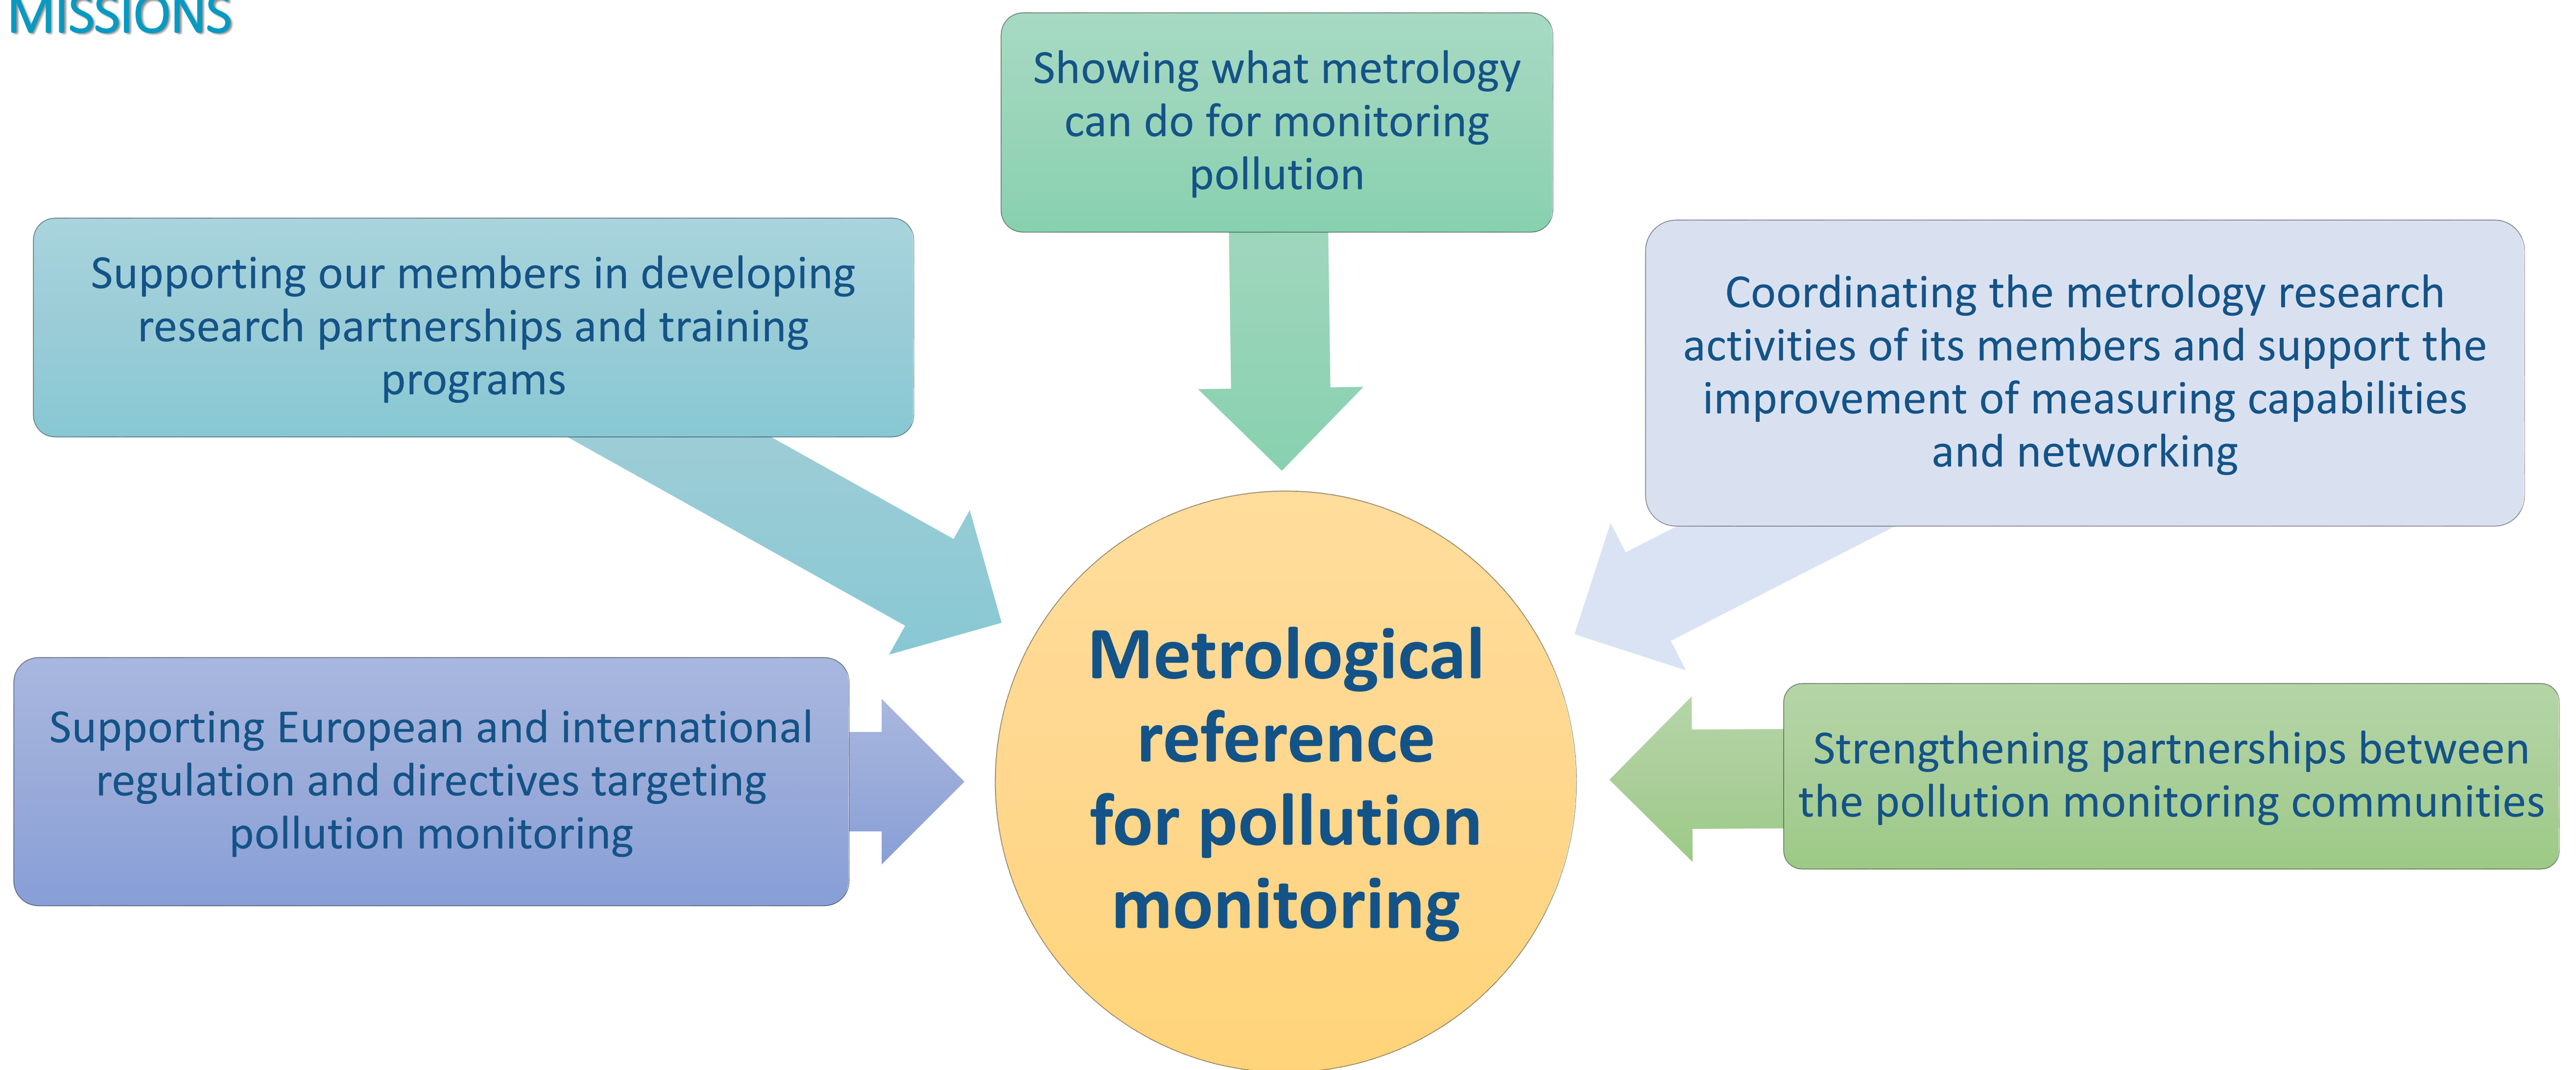 MISSIONS
Showing what metrology
can do for monitoring
pollution
Supporting our members in developing
research partnerships and training
programs
Coordinating the metrology research
activities of its members and support the
improvement of measuring capabilities
and networking
Supporting European and international
regulation and directives targeting
pollution monitoring
Metrological
reference
for pollution
monitoring
Strengthening partnerships between
the pollution monitoring communities